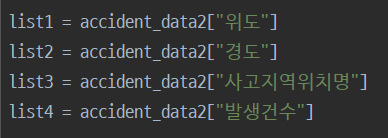 list1 = accident_data2["위도"]
list2 = accident_data2["경도"]
list3 = accident_data2["사고지역위치명"]
list4 = accident_data2["발생건수"]